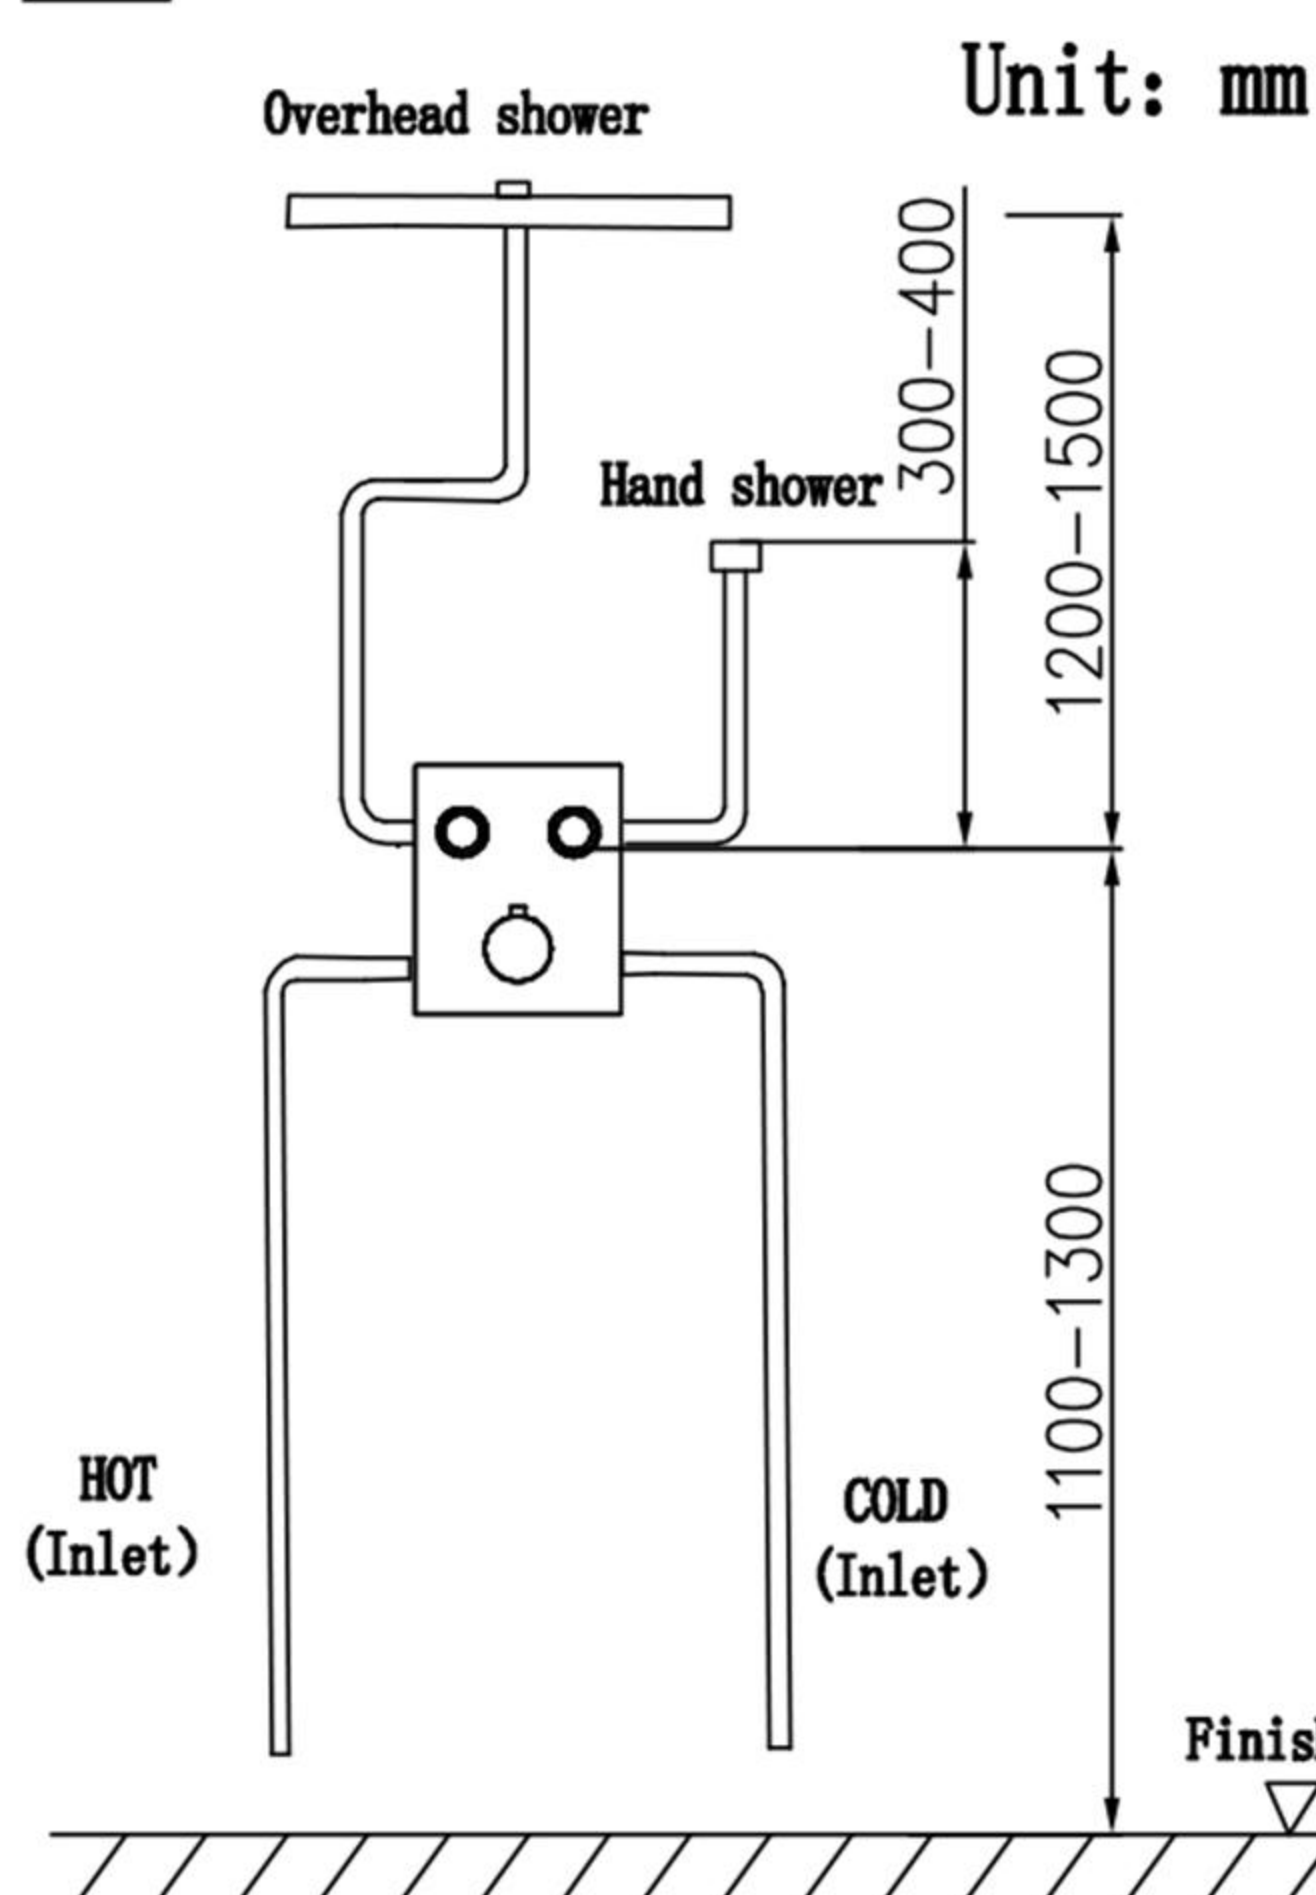 Unit: mm
Overhead shower
300-400
1200-1500
Hand shower
1100-1300
HOT
(Inlet)
COLD
(Inlet)